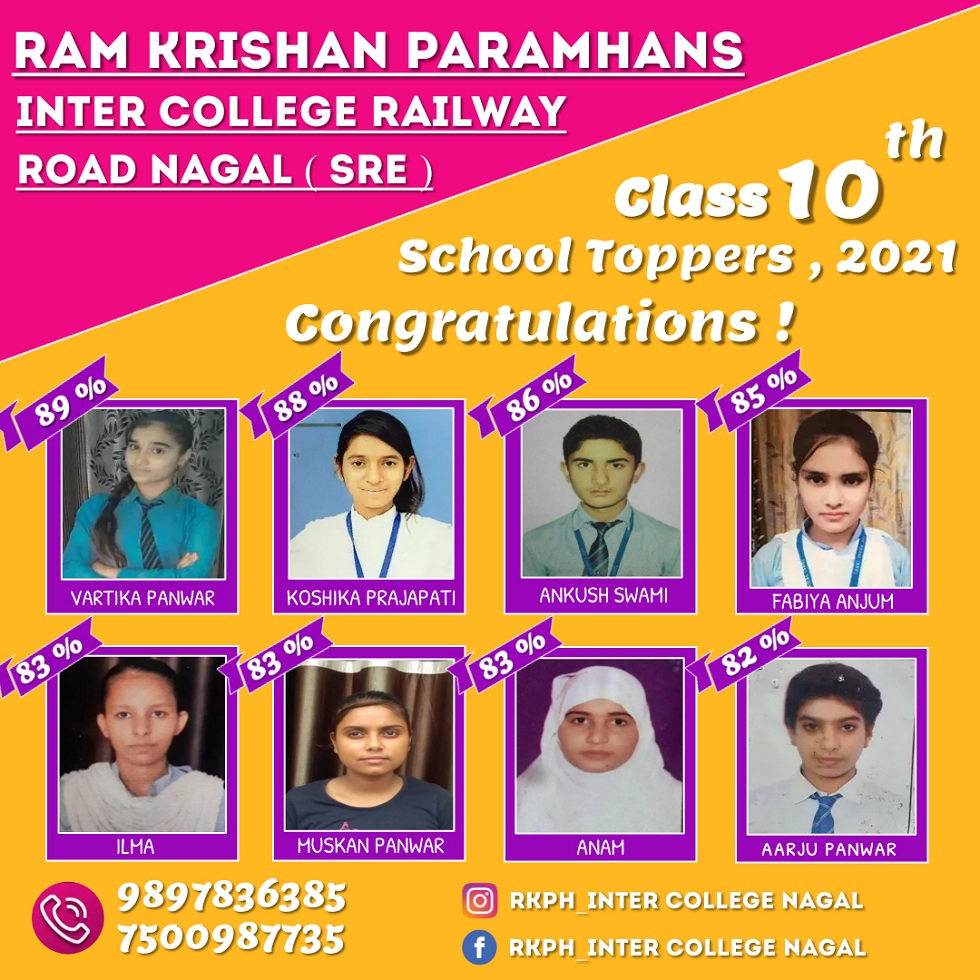 RAM KRISHAN PARAMHANS
INTER COLLEGE RAILWAY
ROAD NAGAL ( SRE )
Class 10th
School Toppers , 2021
Congratulations !
89 %
88 %
86 %
85 %
VARTIKA PANWAR
KOSHIKA PRAJAPATI
ANKUSH SWAMI
FABIYA ANJUM
83 %
83 %
83 %
82 %
ILMA
MUSKAN PANWAR
ANAM
AARJU PANWAR
9897836385
7500987735
RKPH_INTER COLLEGE NAGAL
RKPH_INTER COLLEGE NAGAL